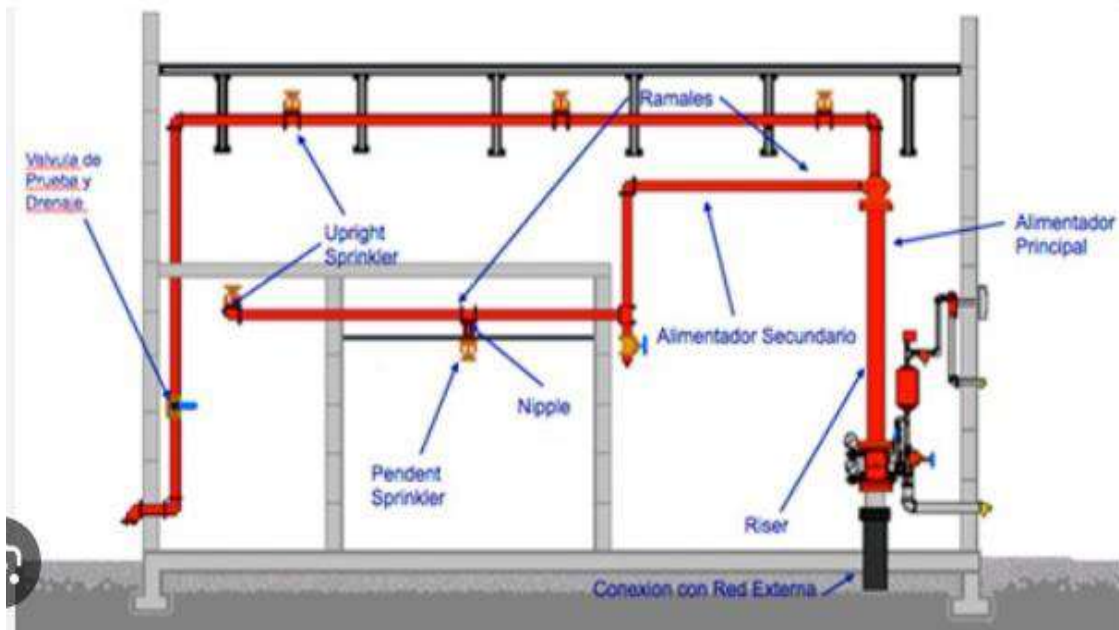 Ramales
Valvula de
Prueba y
Drenaje
Upright
Sprinkler
Alimentador
Principal
Alimentador Secundario
Nipple
Pendent
Sprinkler
Riser
Conexion con Red Externa